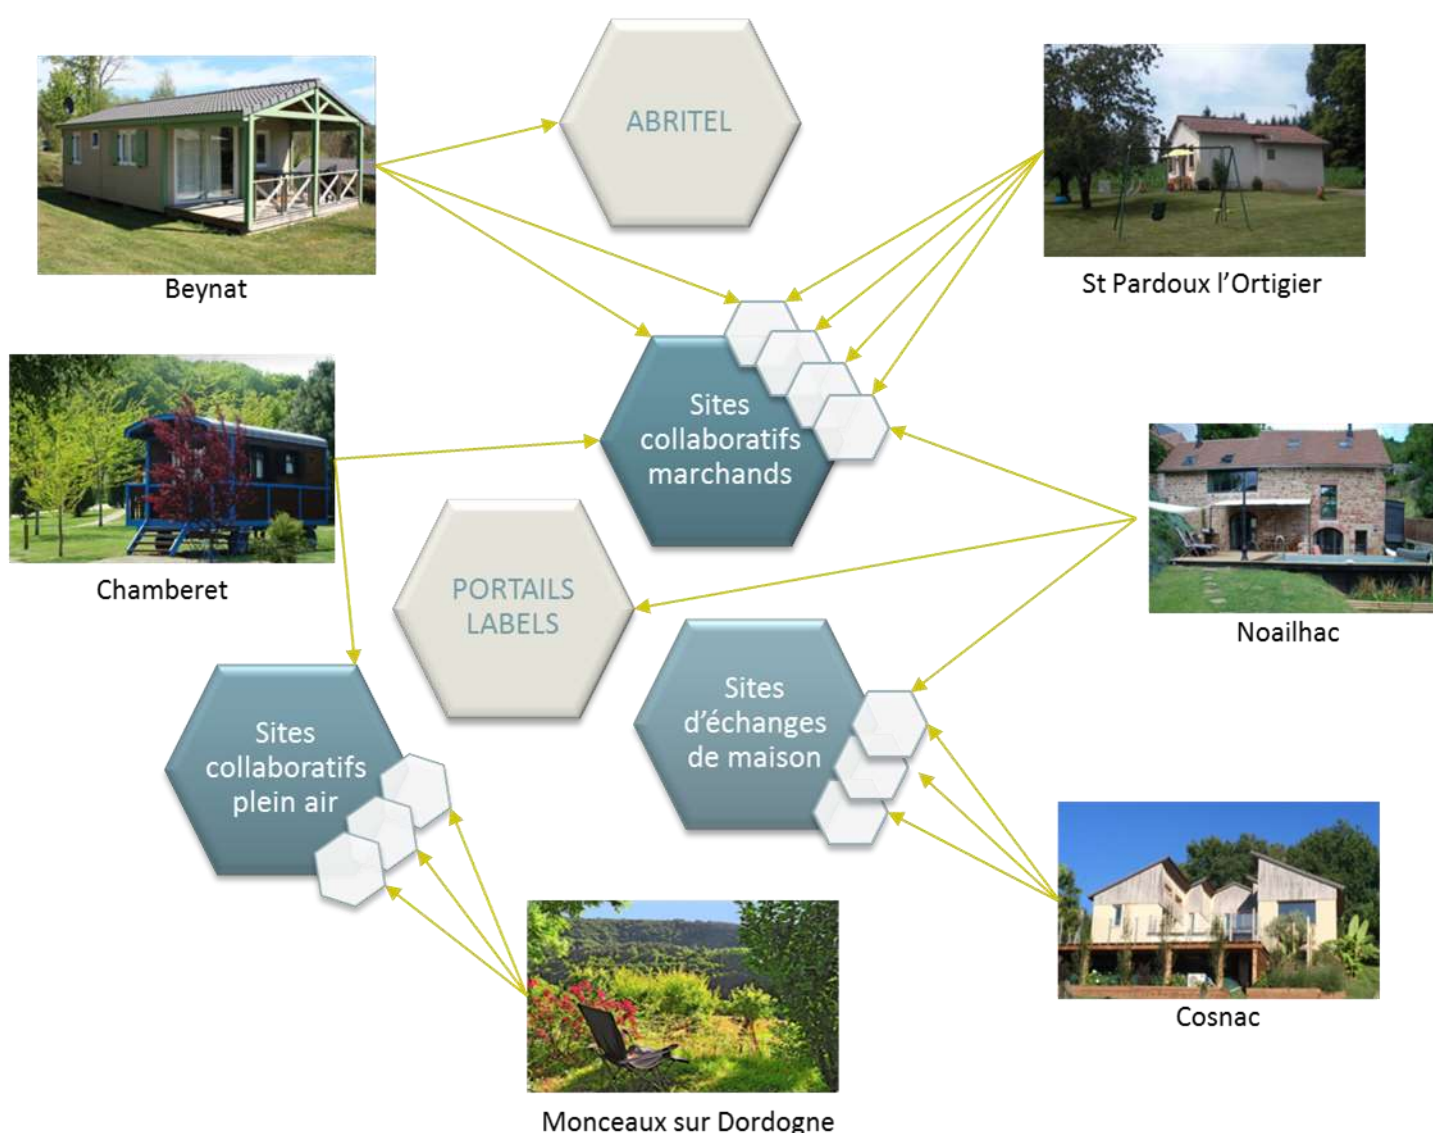 ABRITEL
Beynat
St Pardoux l’Ortigier
Sites
collaboratifs
marchands
Chamberet
PORTAILS
LABELS
Noailhac
Sites
d’échanges
de maison
Sites
collaboratifs
plein air
Cosnac
Monceaux sur Dordogne